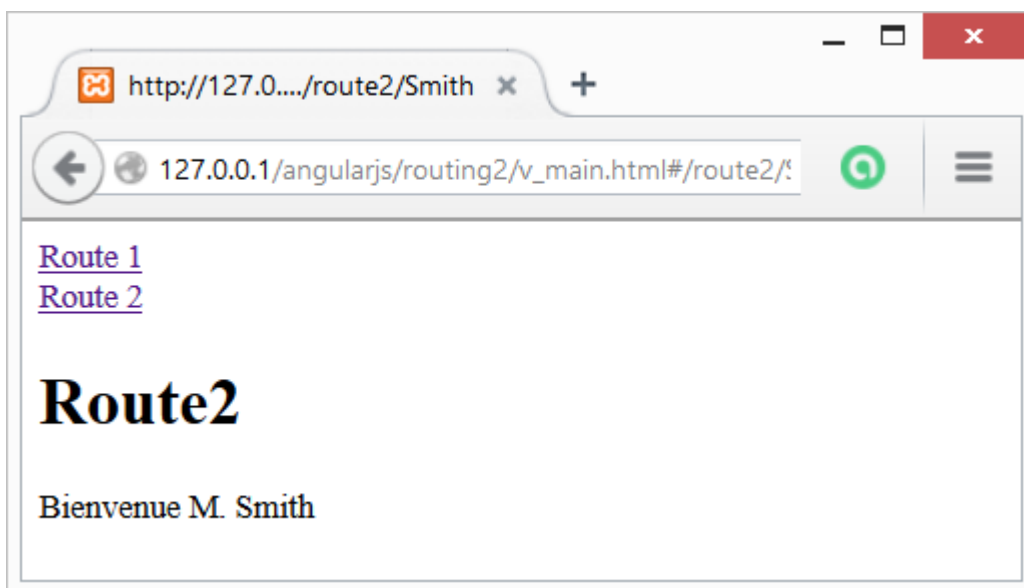 http://127.0..../route2/Smith
127.0.0.1/angularjs/routing2/v_main.html#/route2/
Route 1
Route 2
Route2
Bienvenue M. Smith